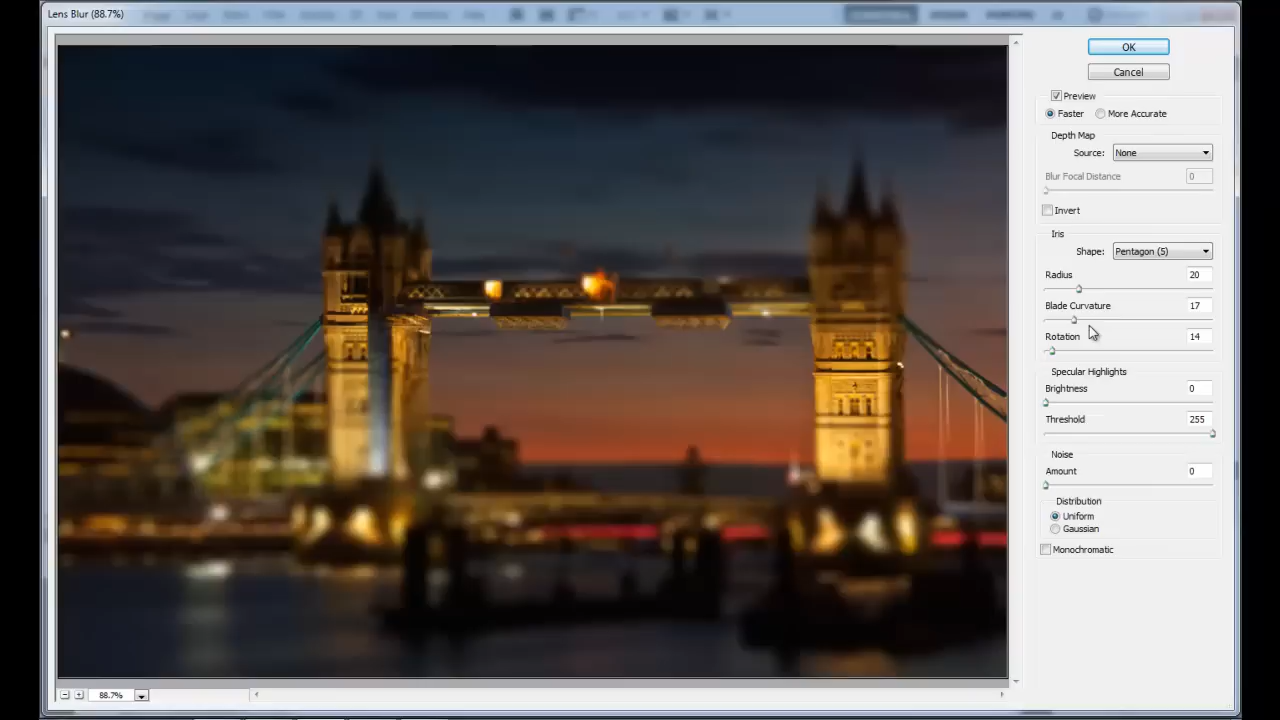 Lens Blur (88.7%)
OK
Cancel
Preview
Faster More Accurate
Depth Map
Source: None
Blur Focal Distance 0
Invert
Iris
Shape: Pentagon (5)
Radius 20
Blade Curvature 17
Rotation 14
Specular Highlights
Brightness 0
Threshold 255
Noise
Amount 0
Distribution
Uniform
Gaussian
Monochromatic
88.7%